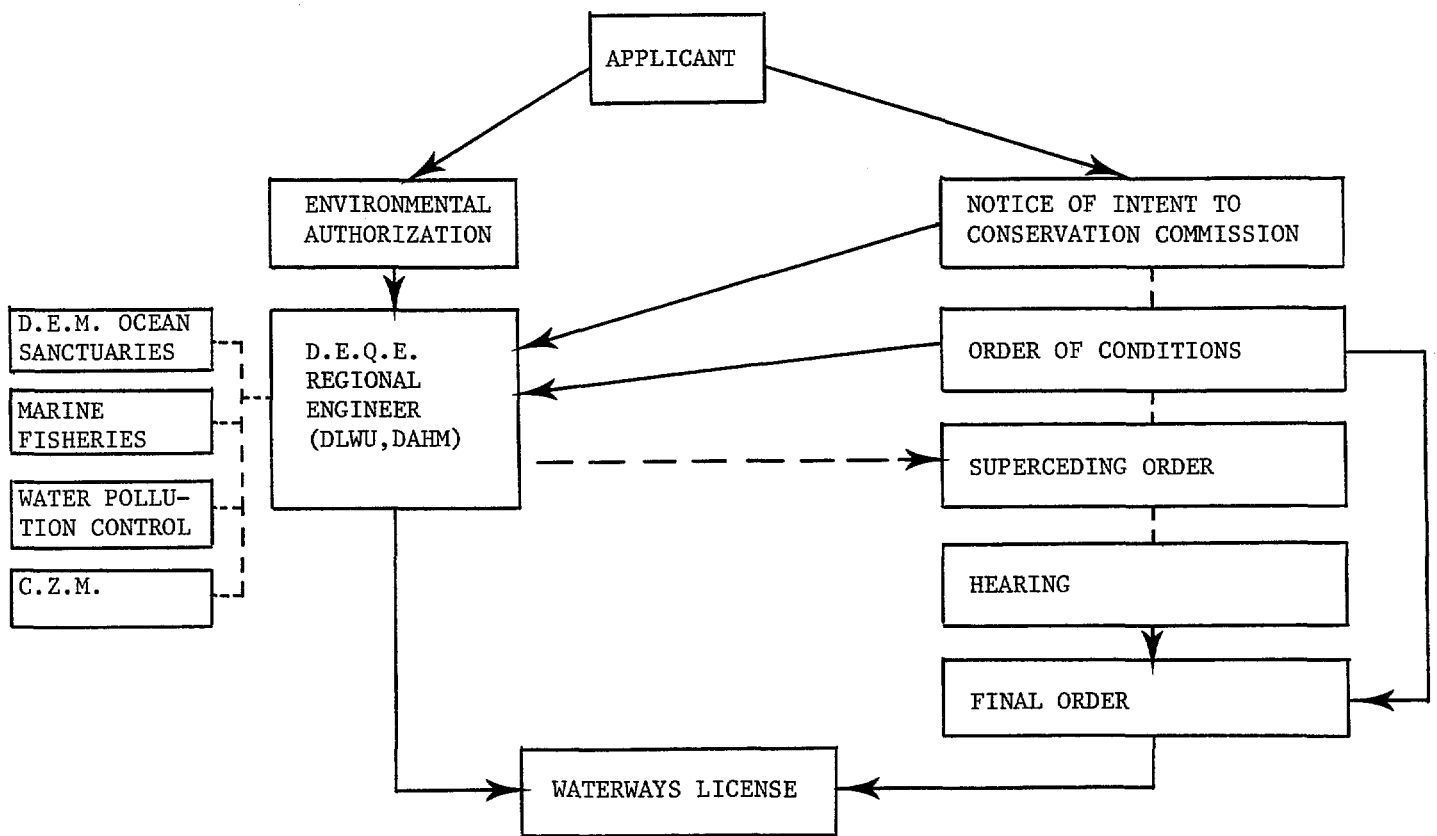 APPLICANT
ENVIRONMENTAL
AUTHORIZATION
NOTICE OF INTENT TO
CONSERVATION COMMISSION
D.E.M. OCEAN
SANCTUARIES
MARINE
FISHERIES
WATER POLLU-
TION CONTROL
C.Z.M.
D.E.Q.E.
REGIONAL
ENGINEER
(DLWU,DAHM)
ORDER OF CONDITIONS
SUPERCEDING ORDER
HEARING
FINAL ORDER
WATERWAYS LICENSE